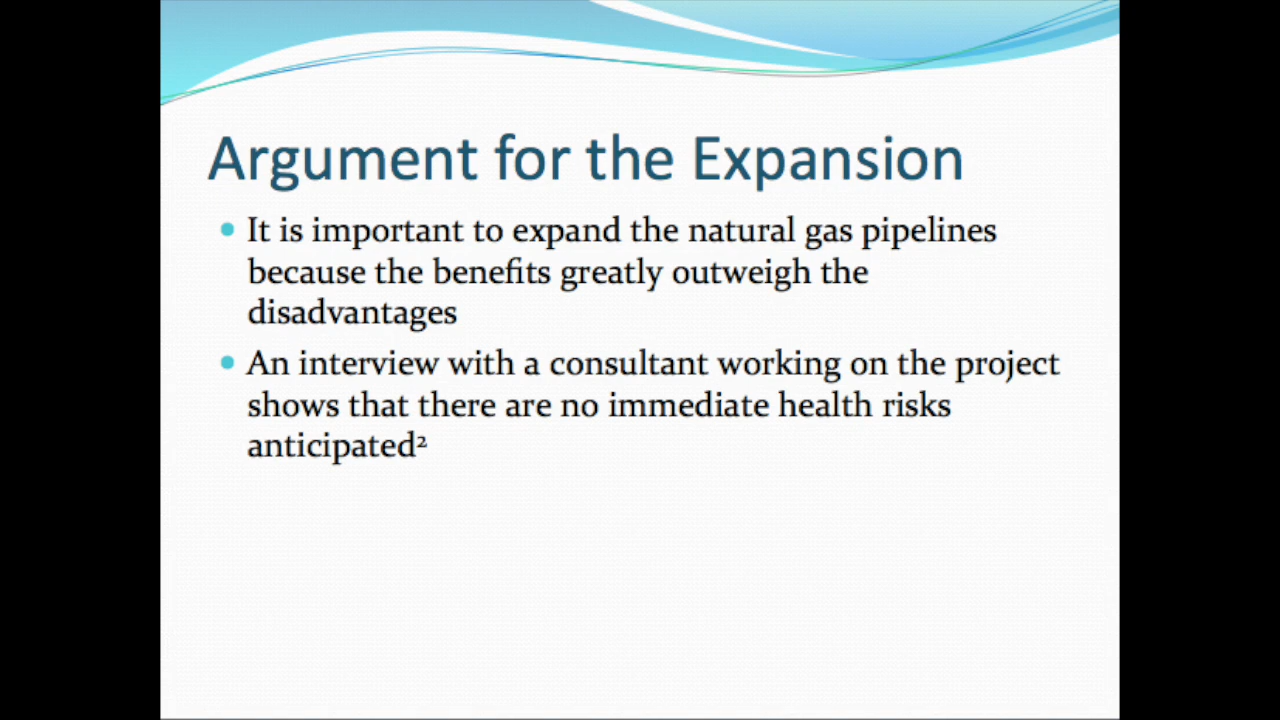 Argument for the Expansion
It is important to expand the natural gas pipelines
because the benefits greatly outweigh the
disadvantages
An interview with a consultant working on the project
shows that there are no immediate health risks
anticipated²